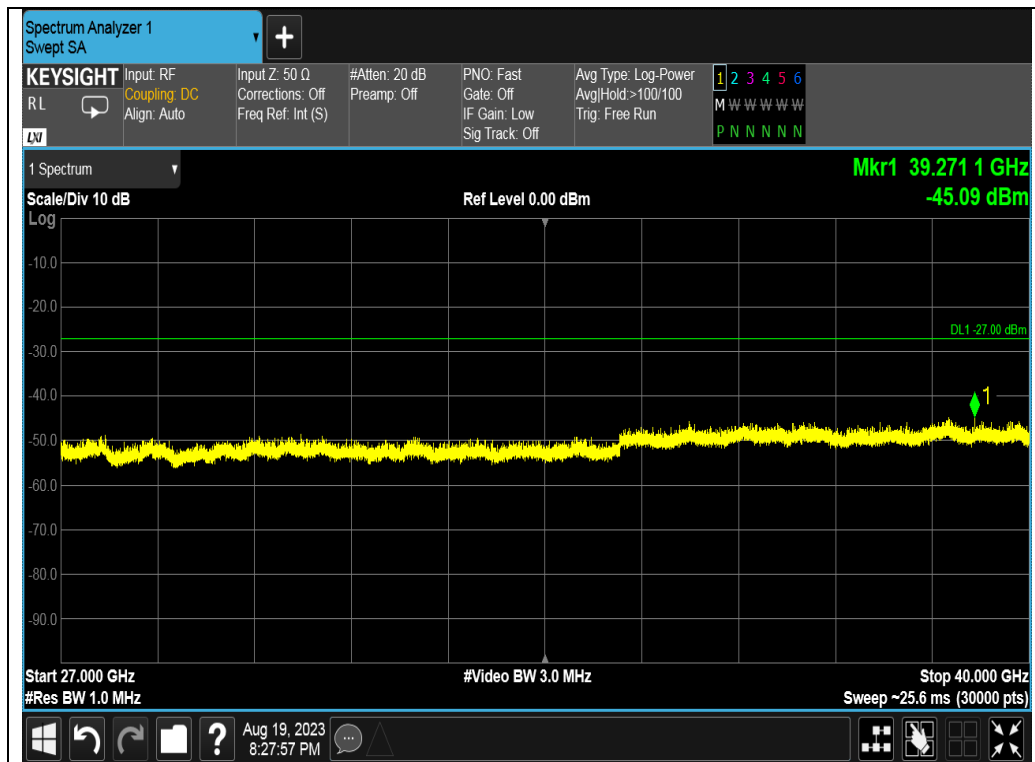 Spectrum Analyzer 1
Swept SA
+
KEYSIGHT
RL
LXI
Input: RF
Coupling: DC
Align: Auto
Input Z: 50 Ω
Corrections: Off
Freq Ref: Int (S)
#Atten: 20 dB
Preamp: Off
PNO: Fast
Gate: Off
IF Gain: Low
Sig Track: Off
Avg Type: Log-Power
Avg|Hold:>100/100
Trig: Free Run
1 2 3 4 5 6
M W W W W W
P N N N N N
1 Spectrum
Mkr1 39.271 1 GHz
-45.09 dBm
Scale/Div 10 dB
Ref Level 0.00 dBm
Log
-10.0
-20.0
DL1 -27.00 dBm
-30.0
-40.0
1
-50.0
-60.0
-70.0
-80.0
-90.0
Start 27.000 GHz
#Video BW 3.0 MHz
Stop 40.000 GHz
#Res BW 1.0 MHz
Sweep ~25.6 ms (30000 pts)
?
Aug 19, 2023
8:27:57 PM